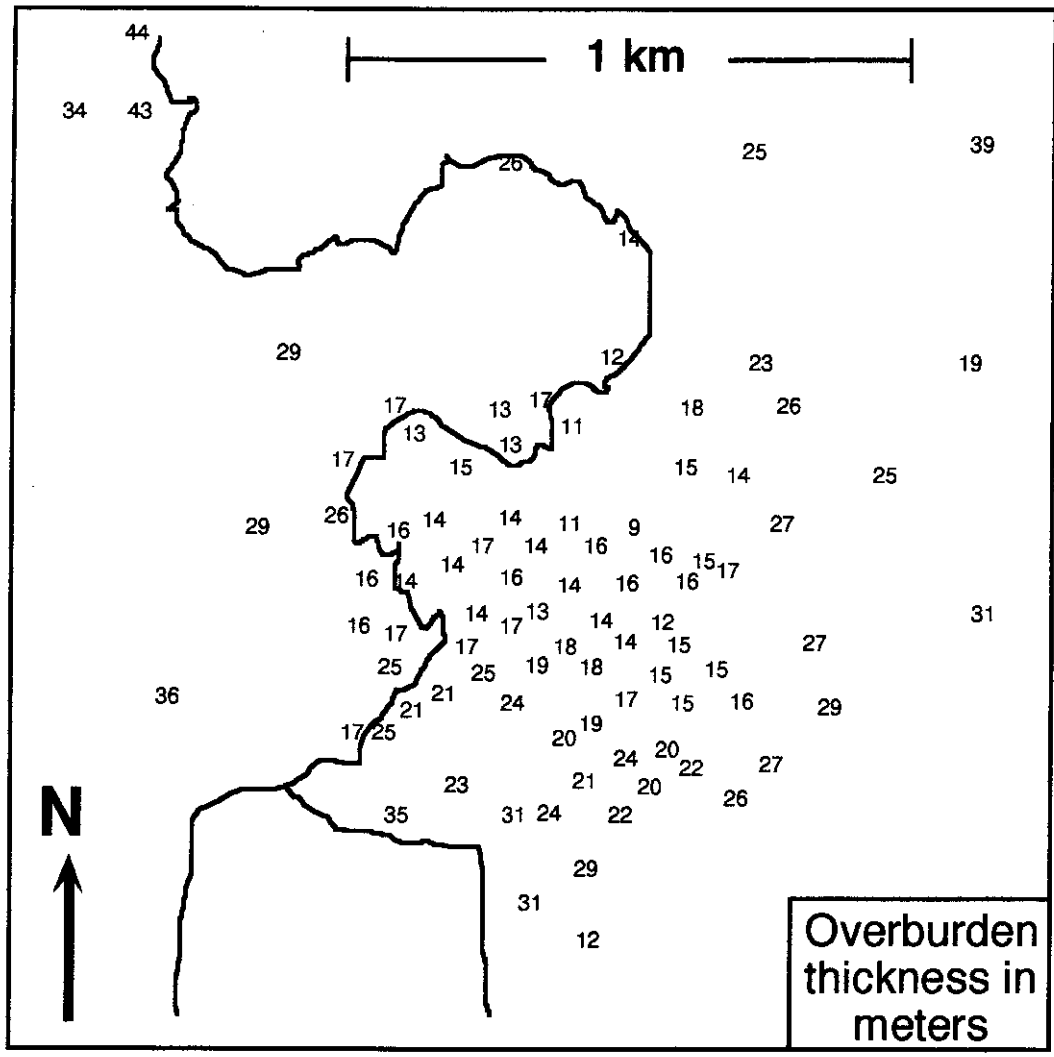 44
1 km
34 43
25 39
26
14
29 12 23 19
17 13 17 18 26
13 11
13
17 15 15 14 25
26 14 14 11 9 27
29 16
17 14 16 16 15
14 17
16 14 16 14 16 16
14 13 31
16 17 17 14 12
17 18 14 15 27
25 25 19 18 15 15
36 21 24 17 15 16 29
21 19
17 25 20
24 20 22 27
23 21 20 26
N 35 31 24 22
29
31
12
Overburden
thickness in
meters